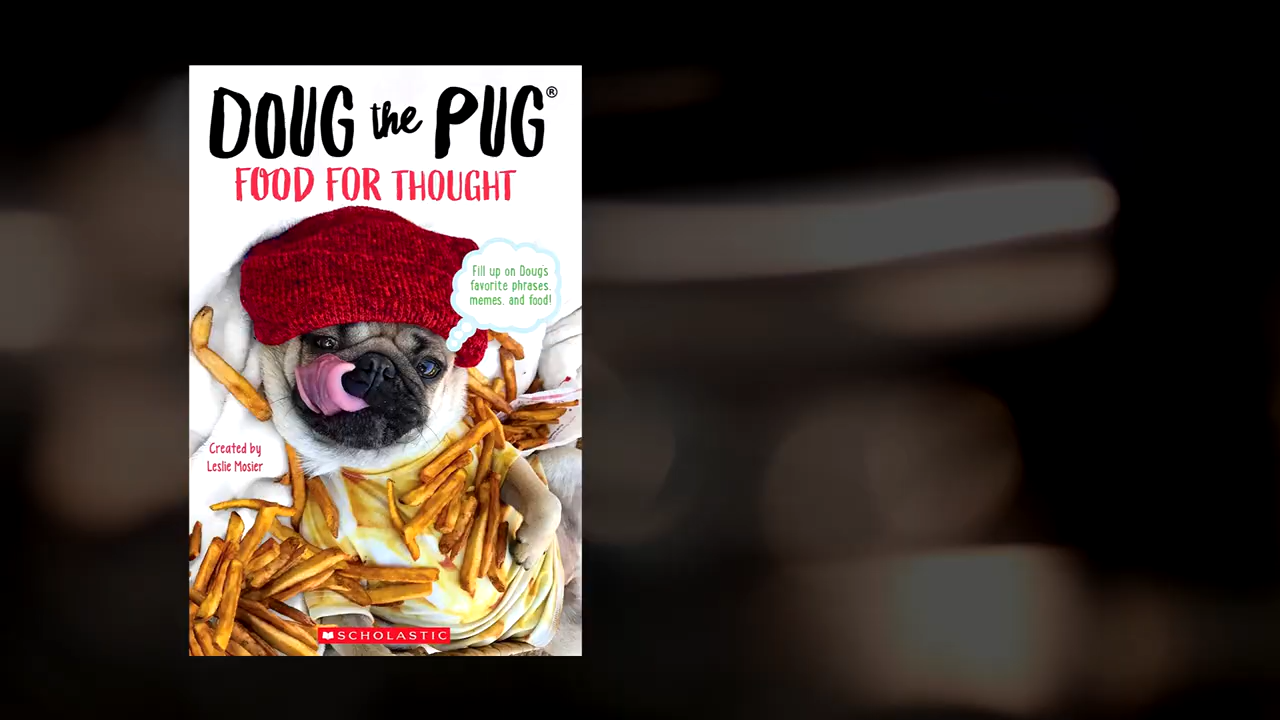 DOUG the PUG®
FOOD FOR THOUGHT
Fill up on Doug's
favorite phrases,
memes, and food!
Created by
Leslie Mosier
SCHOLASTIC